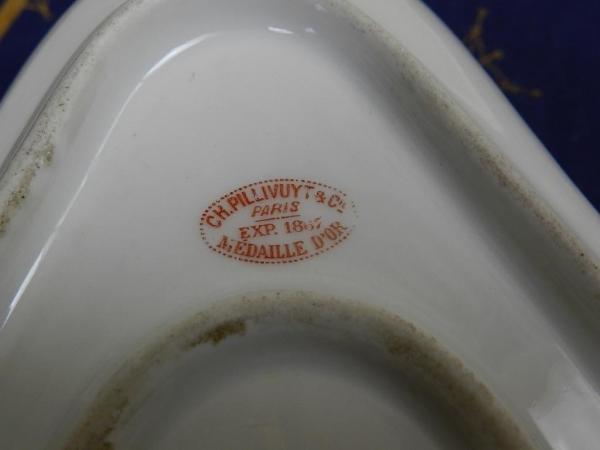 CH. PILLIVUYT & CIE
PARIS
EXP. 1867
MÉDAILLE D'OR